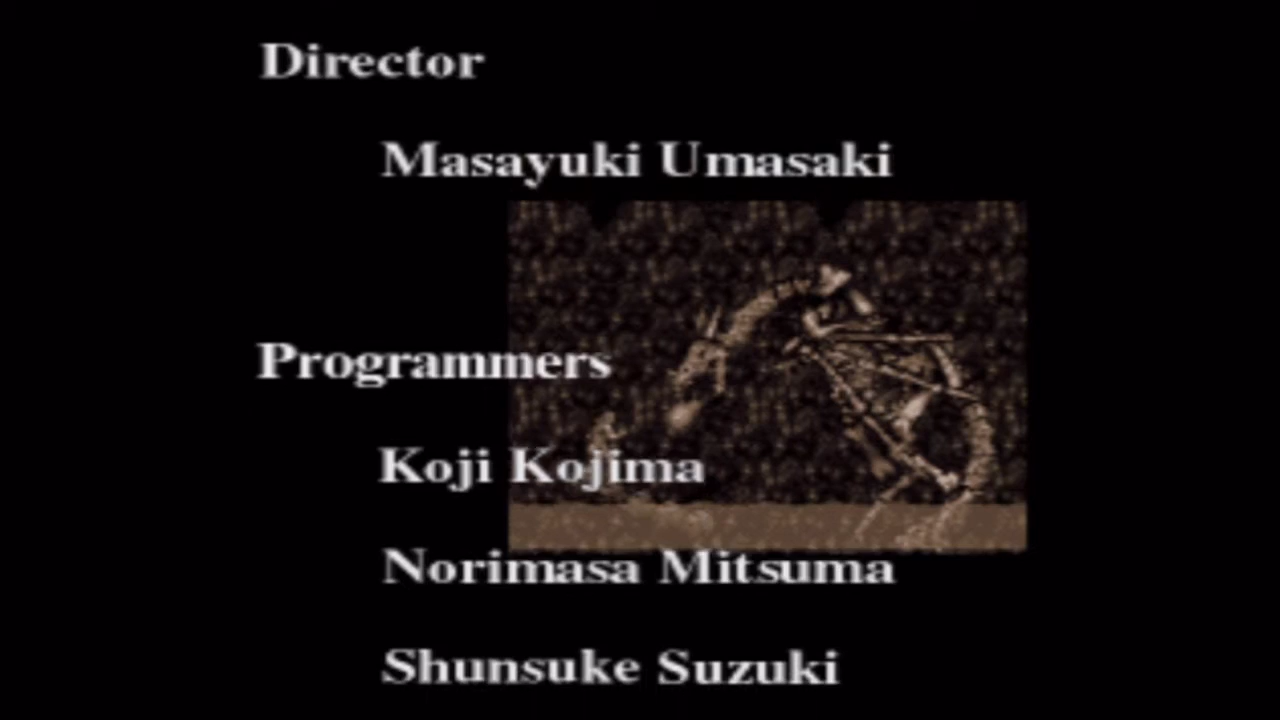 Director
Masayuki Umasaki
Programmers
Koji Kojima
Norimasa Mitsuma
Shunsuke Suzuki